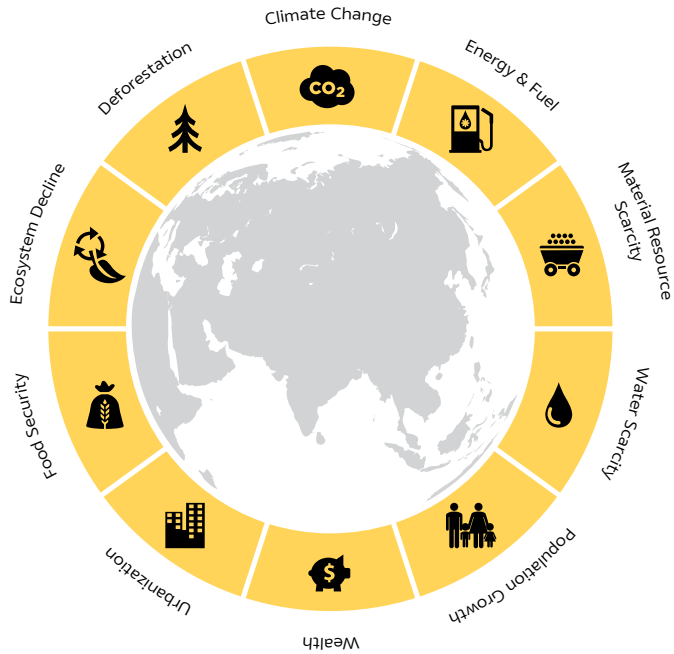 Climate Change
Energy & Fuel
Material Resource
Scarcity
Water Scarcity
Population Growth
Wealth
Urbanization
Food Security
Ecosystem Decline
Deforestation
CO₂
$